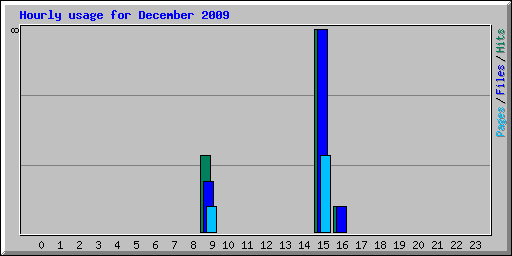 Hourly usage for December 2009
8
Pages/Files/Hits
0 1 2 3 4 5 6 7 8 9 10 11 12 13 14 15 16 17 18 19 20 21 22 23